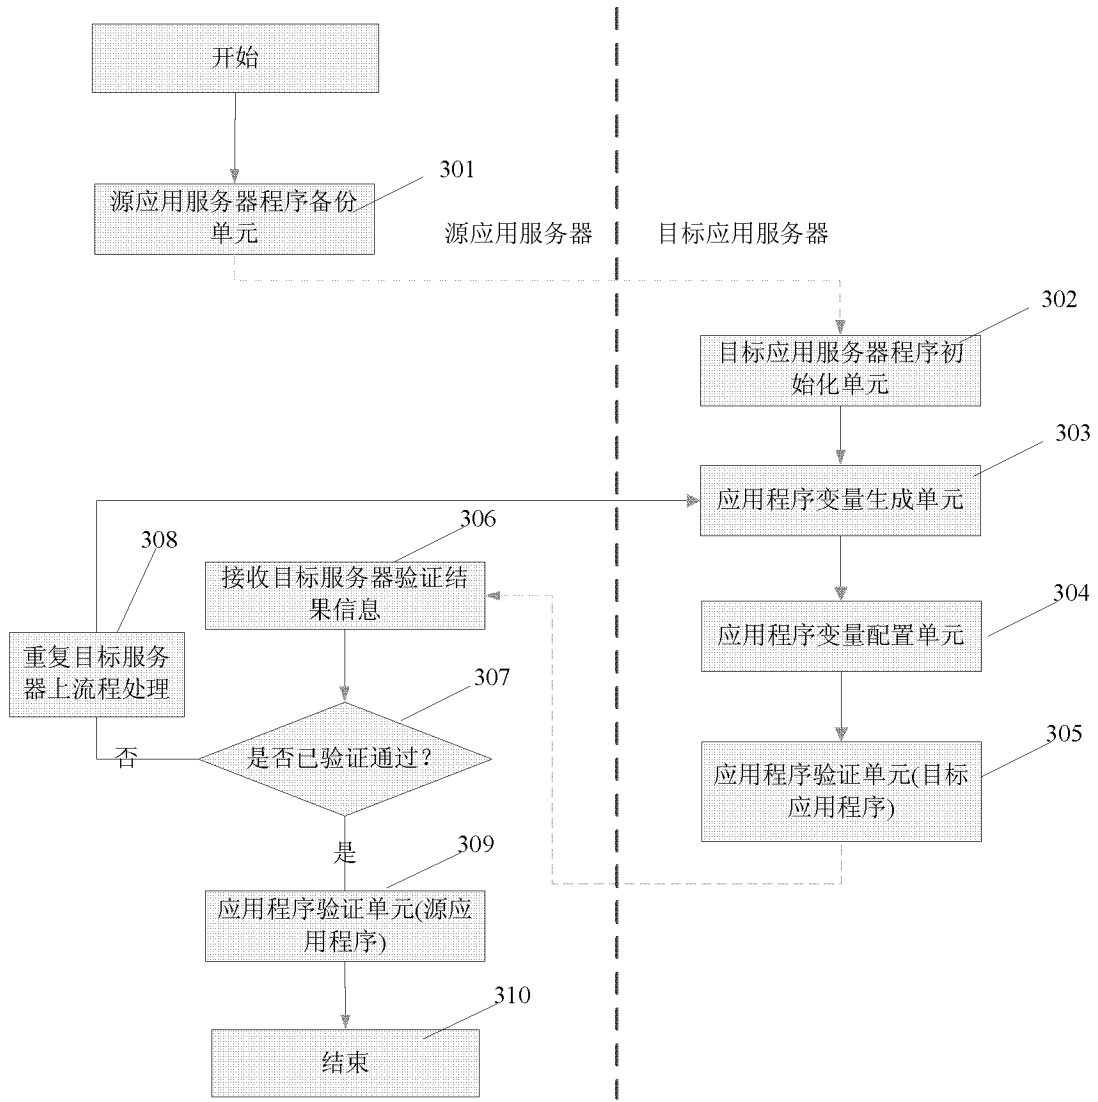 开始
301
源应用服务器程序备份
单元
源应用服务器
目标应用服务器
302
目标应用服务器程序初
始化单元
303
应用程序变量生成单元
306
308
接收目标服务器验证结
果信息
304
应用程序变量配置单元
重复目标服务
器上流程处理
307
否
是否已验证通过?
305
应用程序验证单元(目标
应用程序)
是
309
应用程序验证单元(源应
用程序)
310
结束